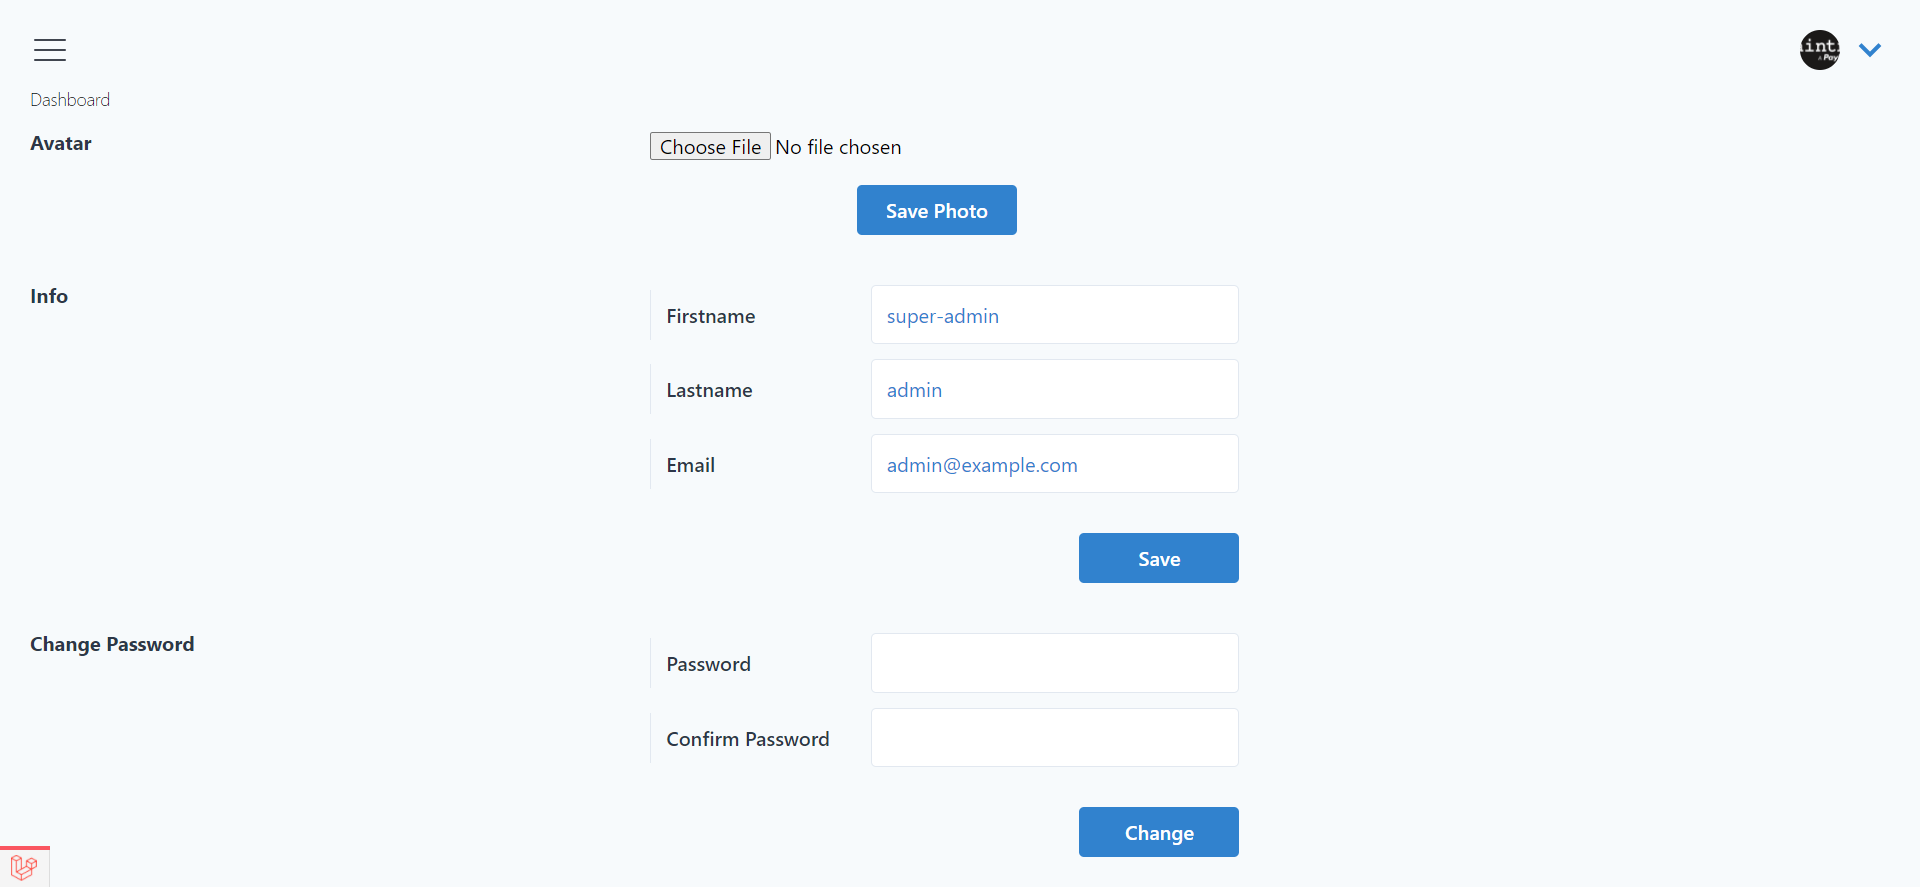 int
Pay
Dashboard
Avatar
Choose File No file chosen
Save Photo
Info
Firstname super-admin
Lastname admin
Email admin@example.com
Save
Change Password
Password
Confirm Password
Change